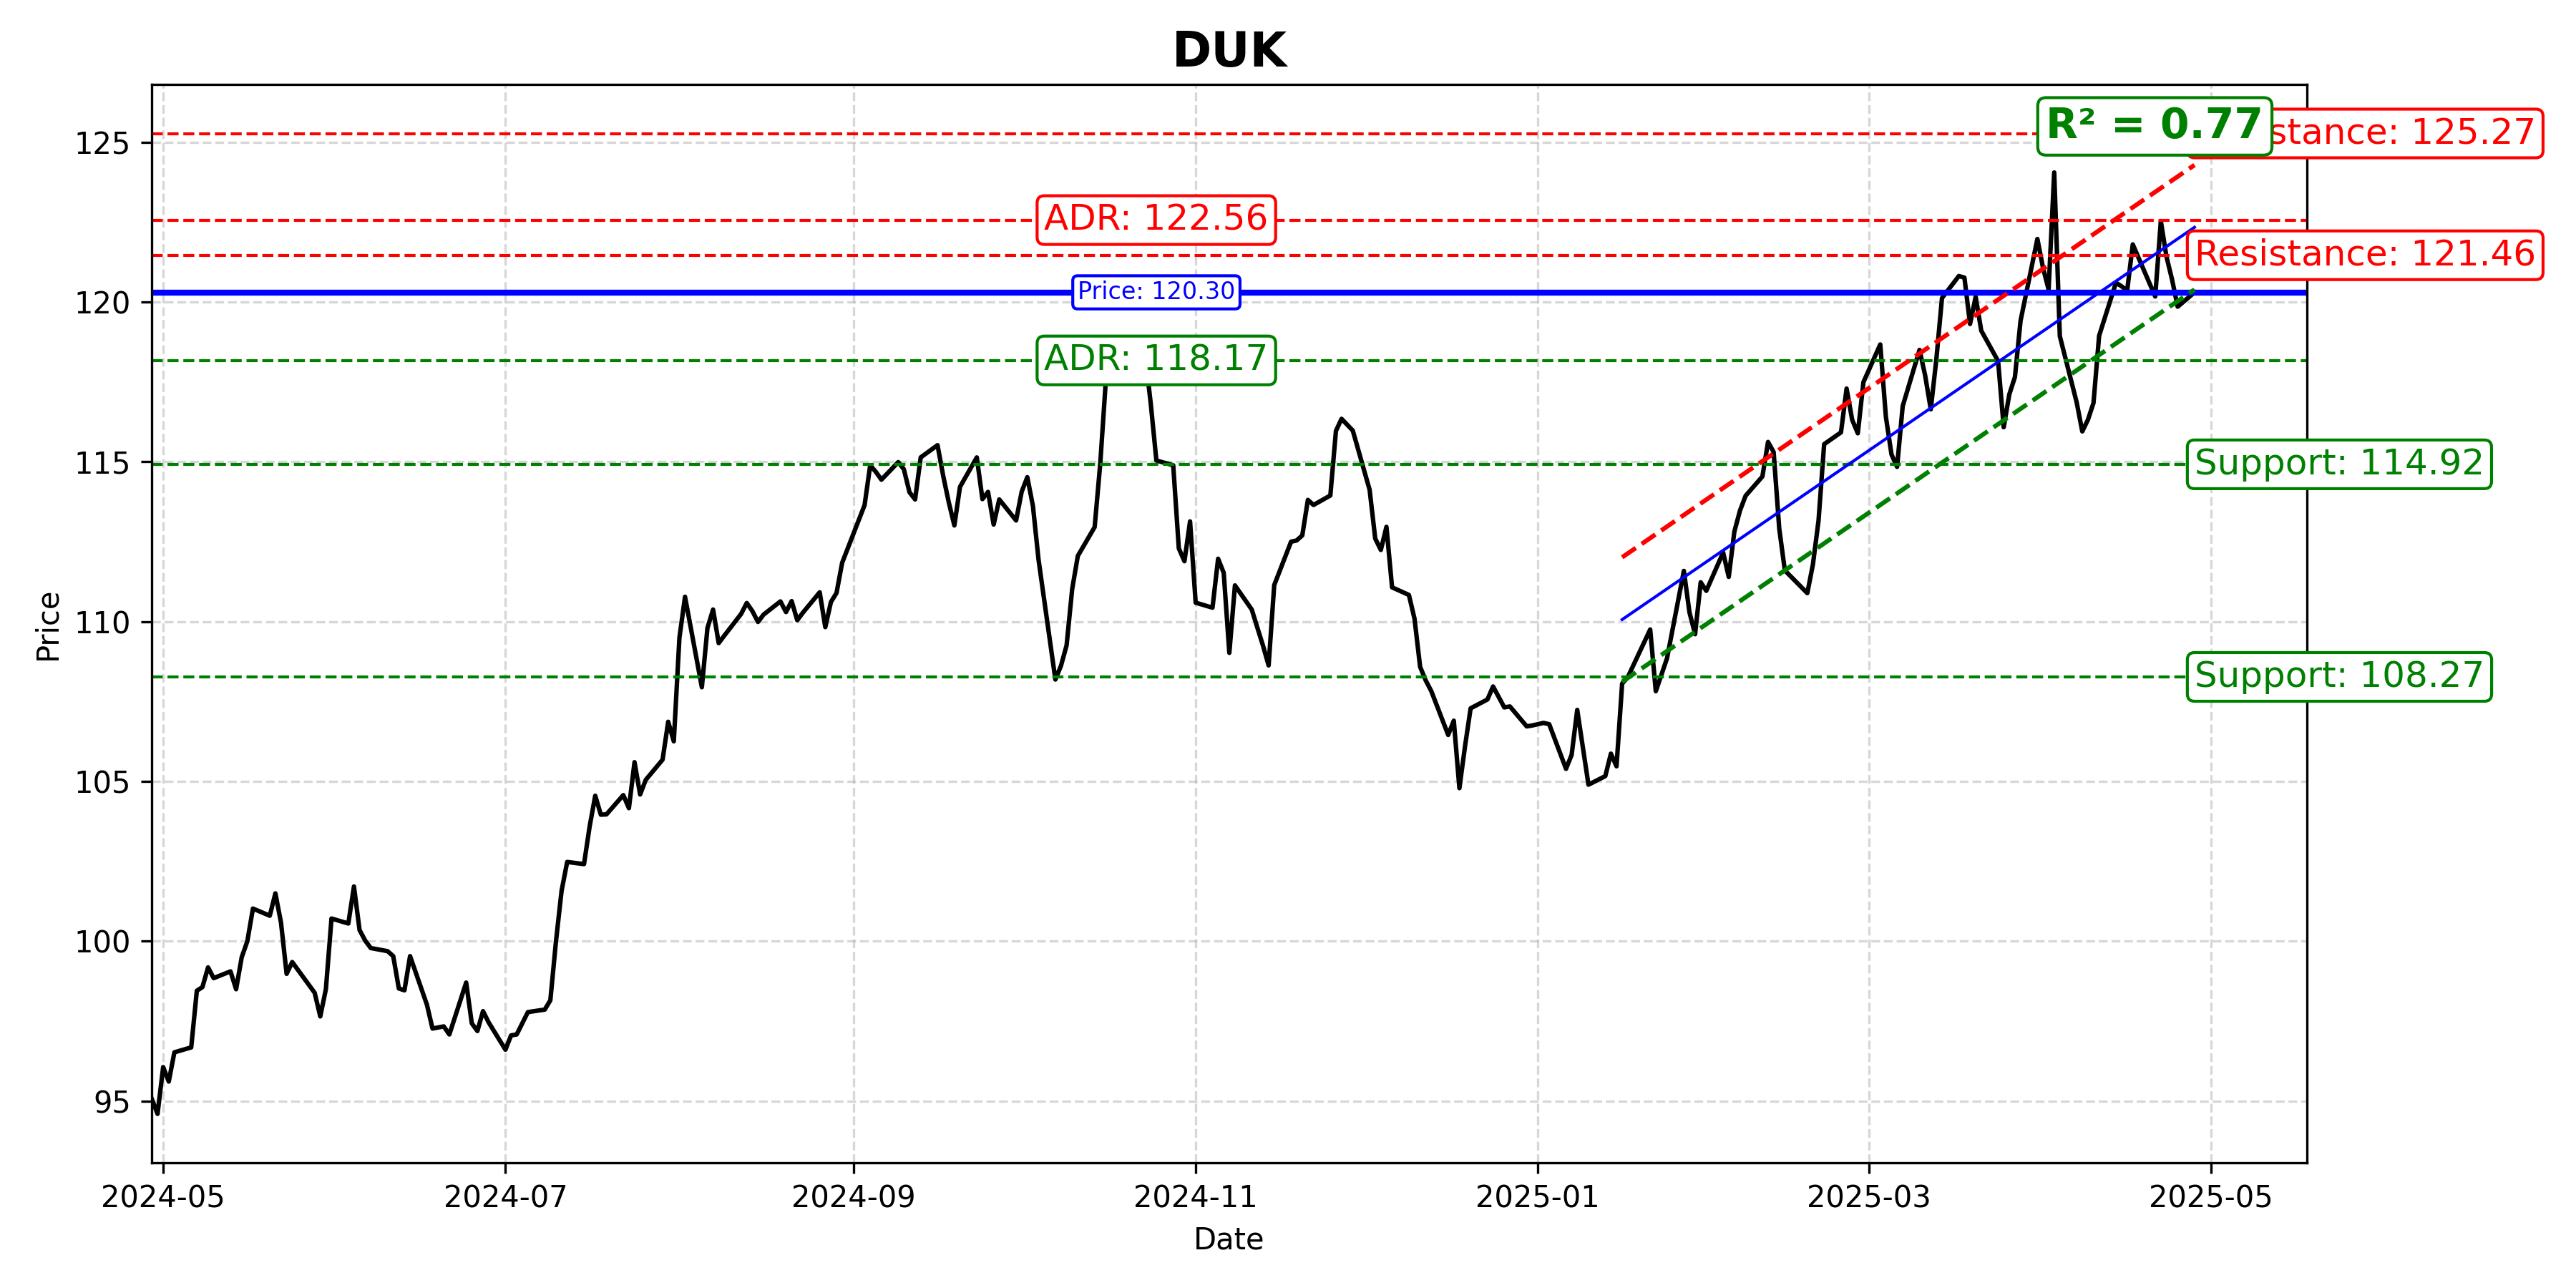 DUK
R² = 0.77
stance: 125.27
ADR: 122.56
Resistance: 121.46
Price: 120.30
ADR: 118.17
Support: 114.92
Support: 108.27
125
120
115
110
105
100
95
Price
2024-05
2024-07
2024-09
2024-11
2025-01
2025-03
2025-05
Date